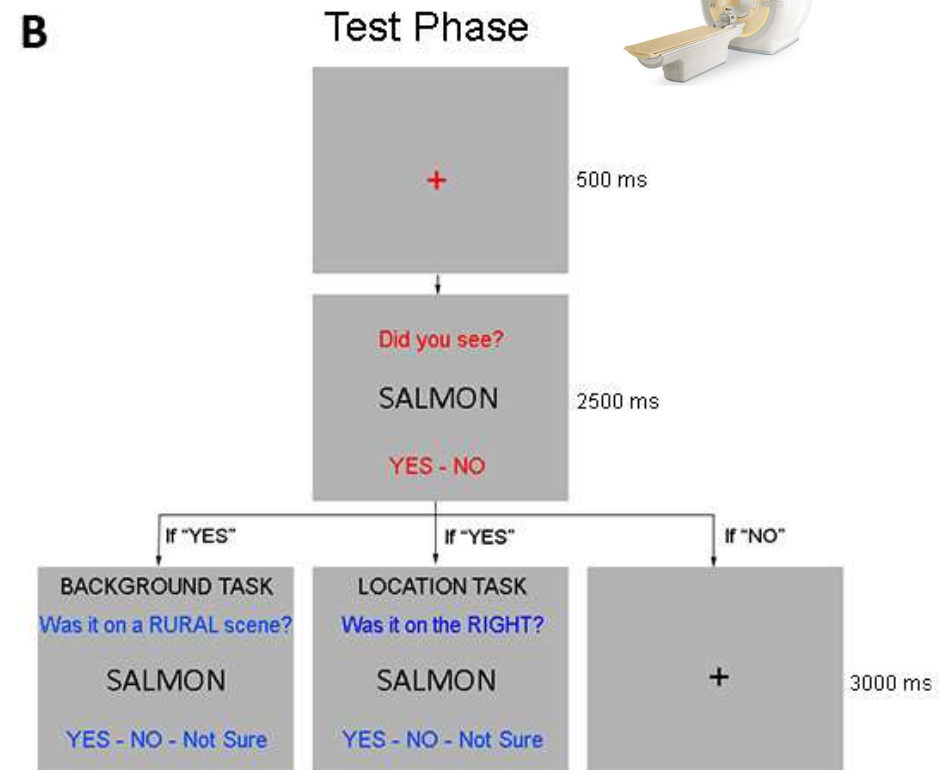 B
Test Phase
+
500 ms
Did you see?
SALMON
2500 ms
YES - NO
If "YES"
If "YES"
If "NO"
BACKGROUND TASK
Was it on a RURAL scene?
SALMON
YES - NO - Not Sure
LOCATION TASK
Was it on the RIGHT?
SALMON
YES - NO - Not Sure
+
3000 ms